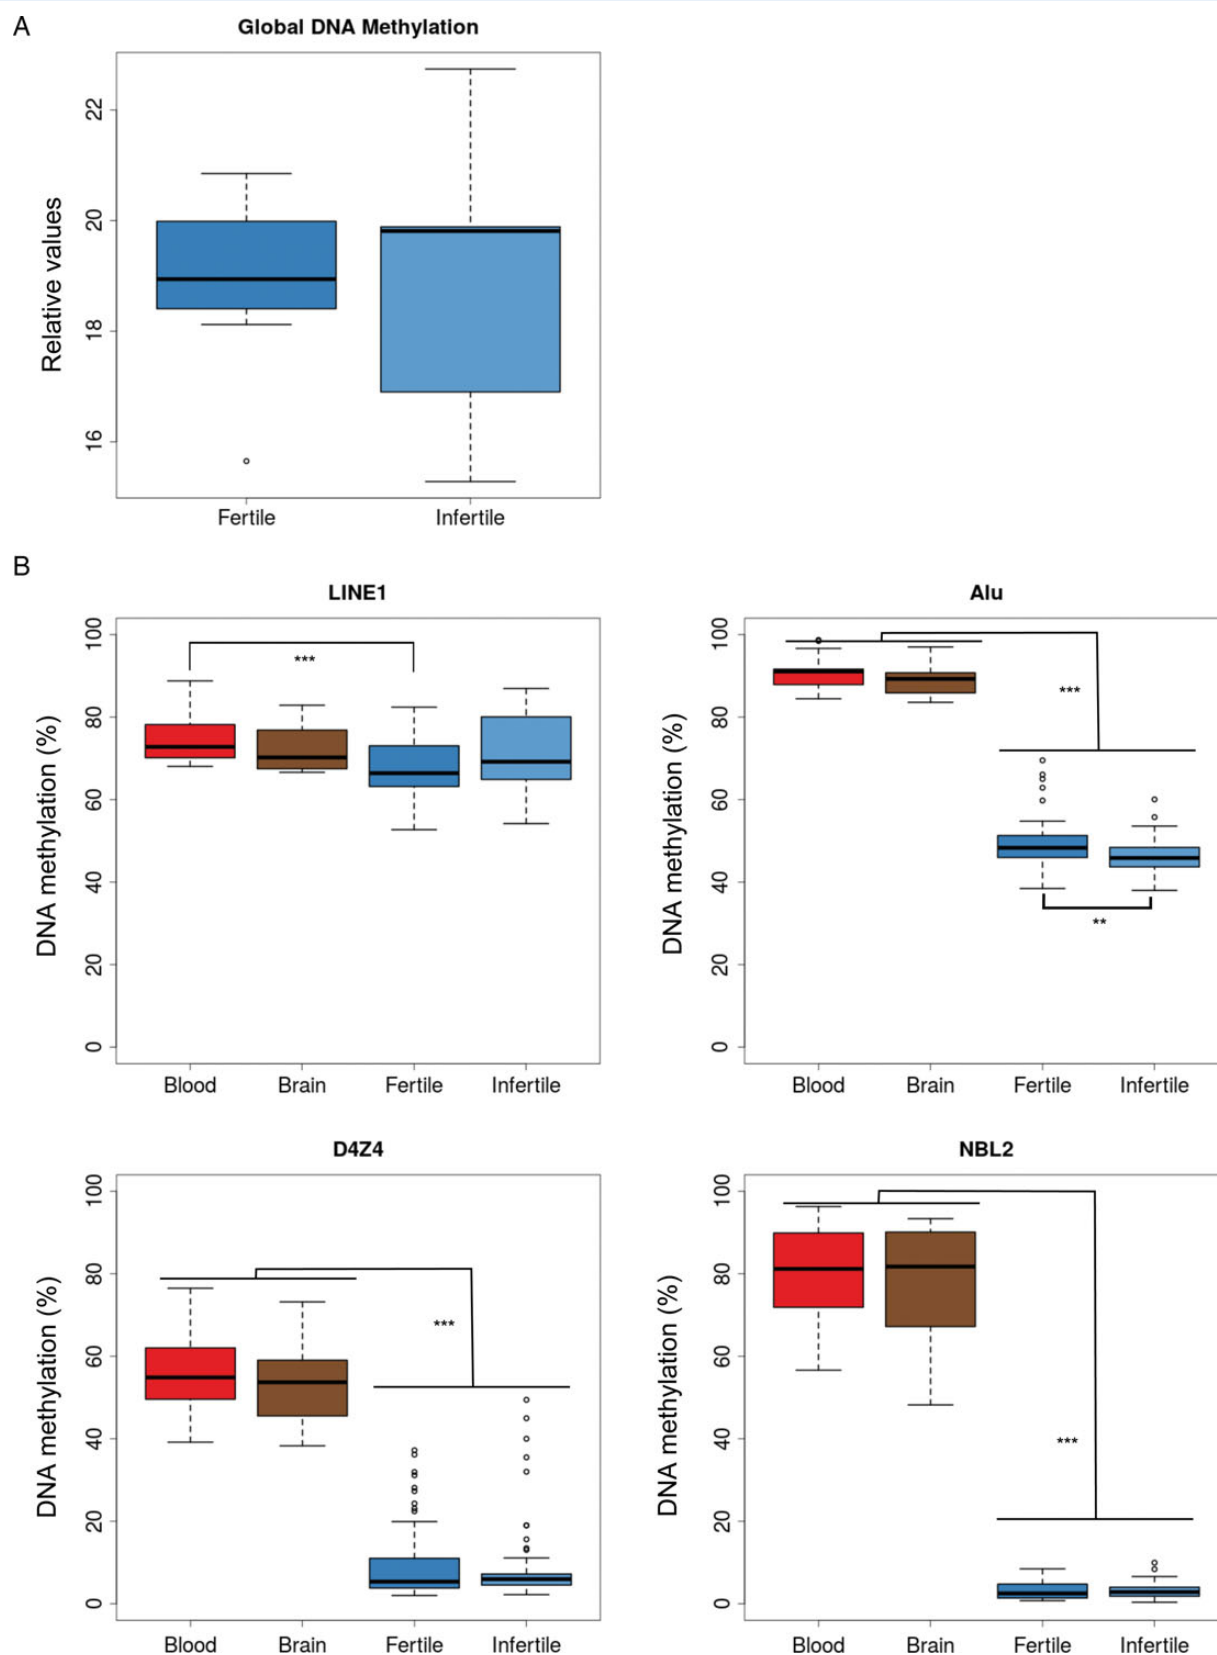 A
Global DNA Methylation
Relative values
22
20
18
16
Fertile Infertile
B
LINE1
DNA methylation (%)
100
80
60
40
20
0
***
Blood Brain Fertile Infertile
Alu
DNA methylation (%)
100
80
60
40
20
0
***
**
Blood Brain Fertile Infertile
D4Z4
DNA methylation (%)
100
80
60
40
20
0
***
Blood Brain Fertile Infertile
NBL2
DNA methylation (%)
100
80
60
40
20
0
***
Blood Brain Fertile Infertile